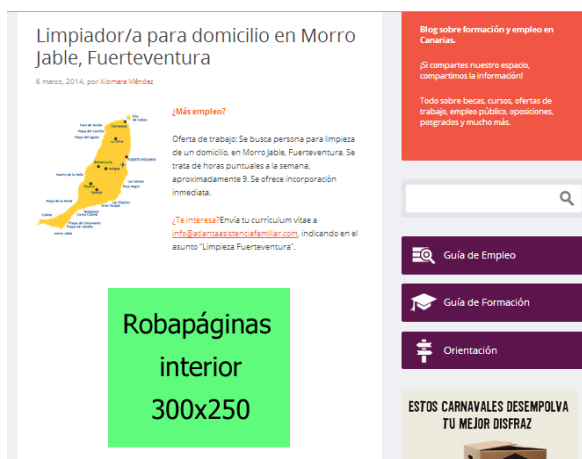 Limpiador/a para domicilio en Morro
Jable, Fuerteventura
6 marzo, 2014, por Xiomara Méndez
¿Más empleo?
Oferta de trabajo: Se busca persona para limpieza
de un domicilio, en Morro Jable, Fuerteventura. Se
trata de horas puntuales a la semana,
aproximadamente 9. Se ofrece incorporación
inmediata.
¿Te interesa?Envía tu curriculum vitae a
info@atlantaasistenciafamiliar.com, indicando en el
asunto "Limpieza Fuerteventura".
PUERTO ROSARIO
Robapáginas
interior
300x250
Blog sobre formación y empleo en
Canarias.
¡Si compartes nuestro espacio,
compartimos la información!
Todo sobre becas, cursos, ofertas de
trabajo, empleo público, oposiciones,
posgrados y mucho más.
Guía de Empleo
Guía de Formación
Orientación
ESTOS CARNAVALES DESEMPOLVA
TU MEJOR DISFRAZ